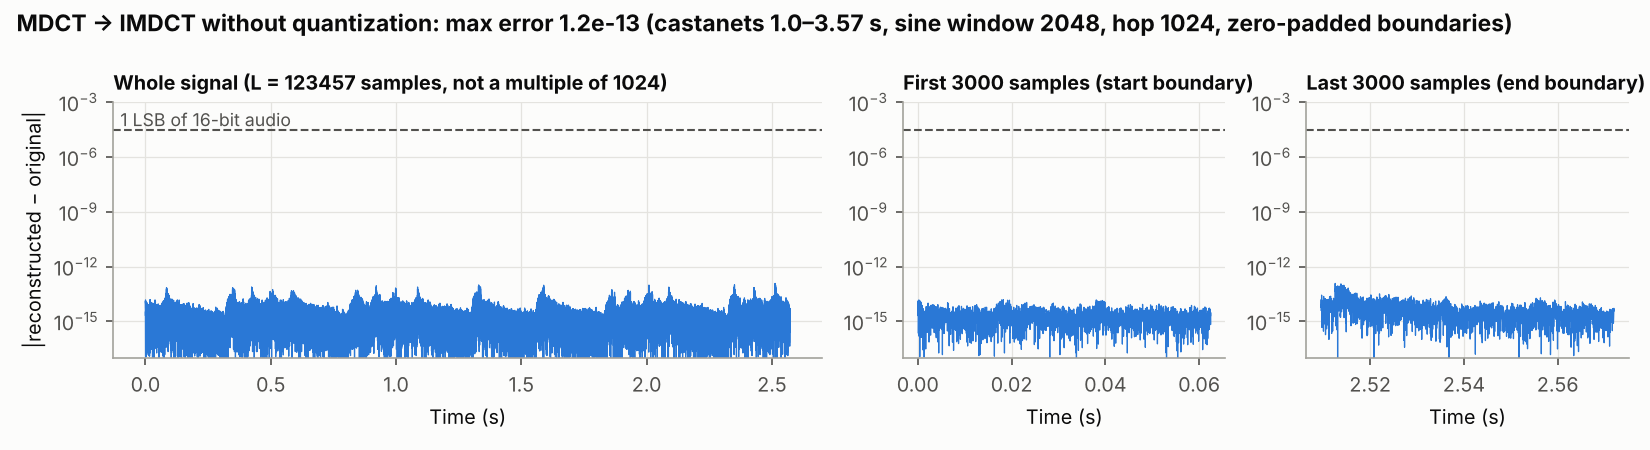 MDCT → IMDCT without quantization: max error 1.2e-13 (castanets 1.0–3.57 s, sine window 2048, hop 1024, zero-padded boundaries)
Whole signal (L = 123457 samples, not a multiple of 1024)
|reconstructed − original|
10⁻³
10⁻⁶
10⁻⁹
10⁻¹²
10⁻¹⁵
1 LSB of 16-bit audio
0.0 0.5 1.0 1.5 2.0 2.5
Time (s)
First 3000 samples (start boundary)
10⁻³
10⁻⁶
10⁻⁹
10⁻¹²
10⁻¹⁵
0.00 0.02 0.04 0.06
Time (s)
Last 3000 samples (end boundary)
10⁻³
10⁻⁶
10⁻⁹
10⁻¹²
10⁻¹⁵
2.52 2.54 2.56
Time (s)